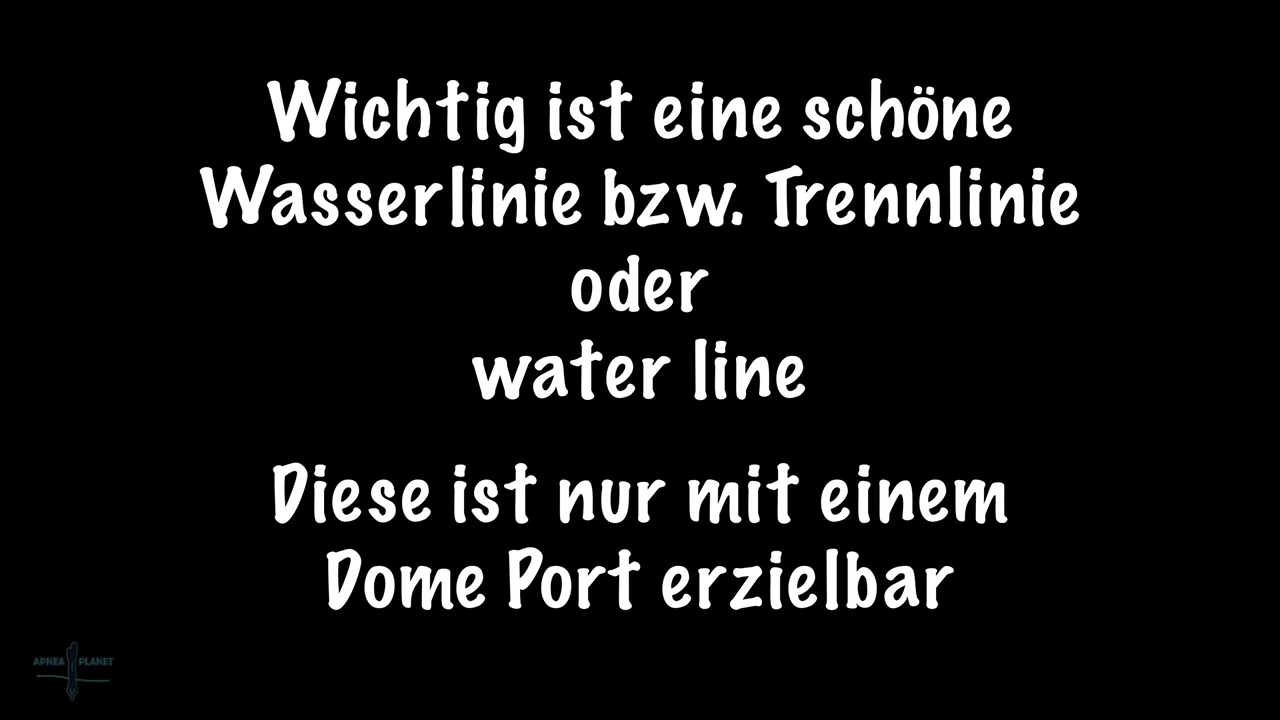 Wichtig ist eine schöne
Wasserlinie bzw. Trennlinie
oder
water line
Diese ist nur mit einem
Dome Port erzielbar
APNEA PLANET